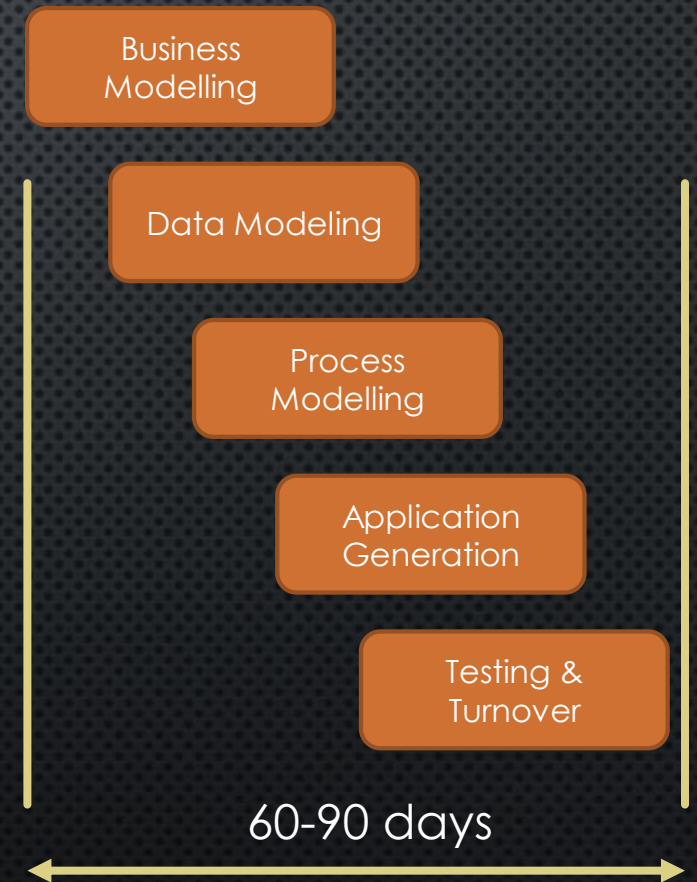 Business
Modelling
Data Modeling
Process
Modelling
Application
Generation
Testing &
Turnover
60-90 days